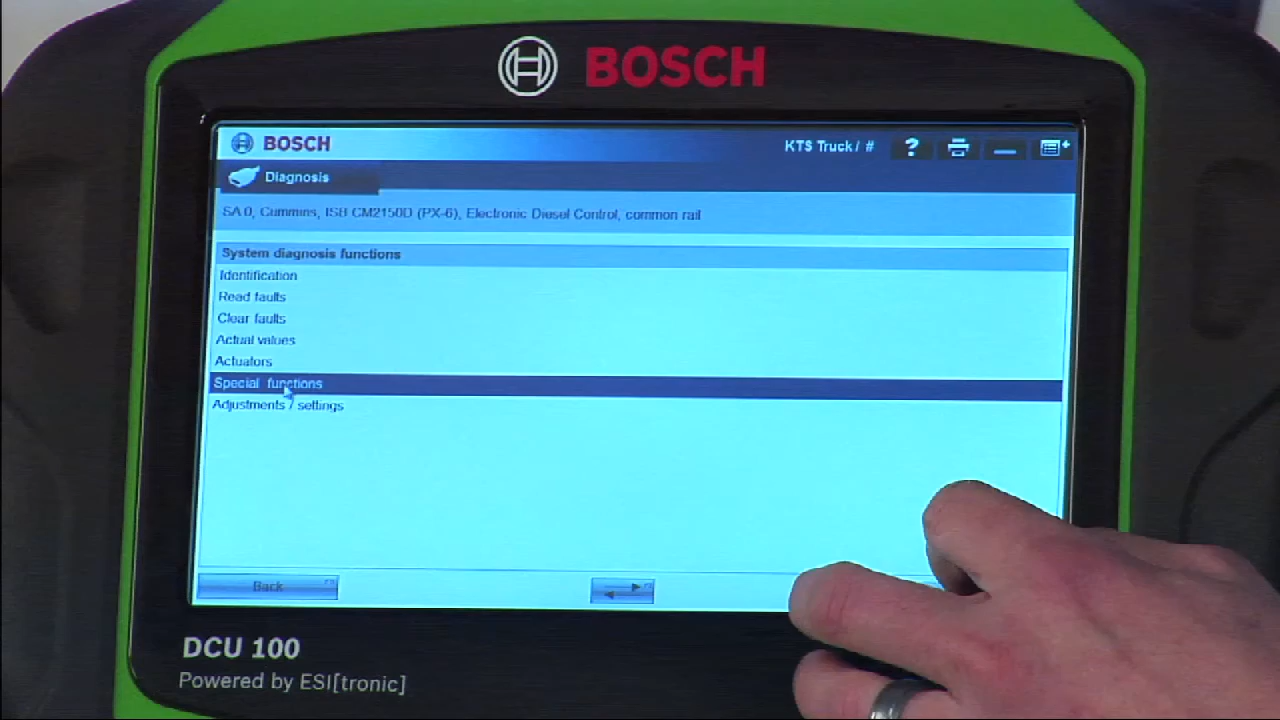 BOSCH
BOSCH
KTS Truck / #
?
Diagnosis
SA 0, Cummins, ISB CM2150D (PX-6), Electronic Diesel Control, common rail
System diagnosis functions
Identification
Read faults
Clear faults
Actual values
Actuators
Special functions
Adjustments / settings
Back
DCU 100
Powered by ESI[tronic]